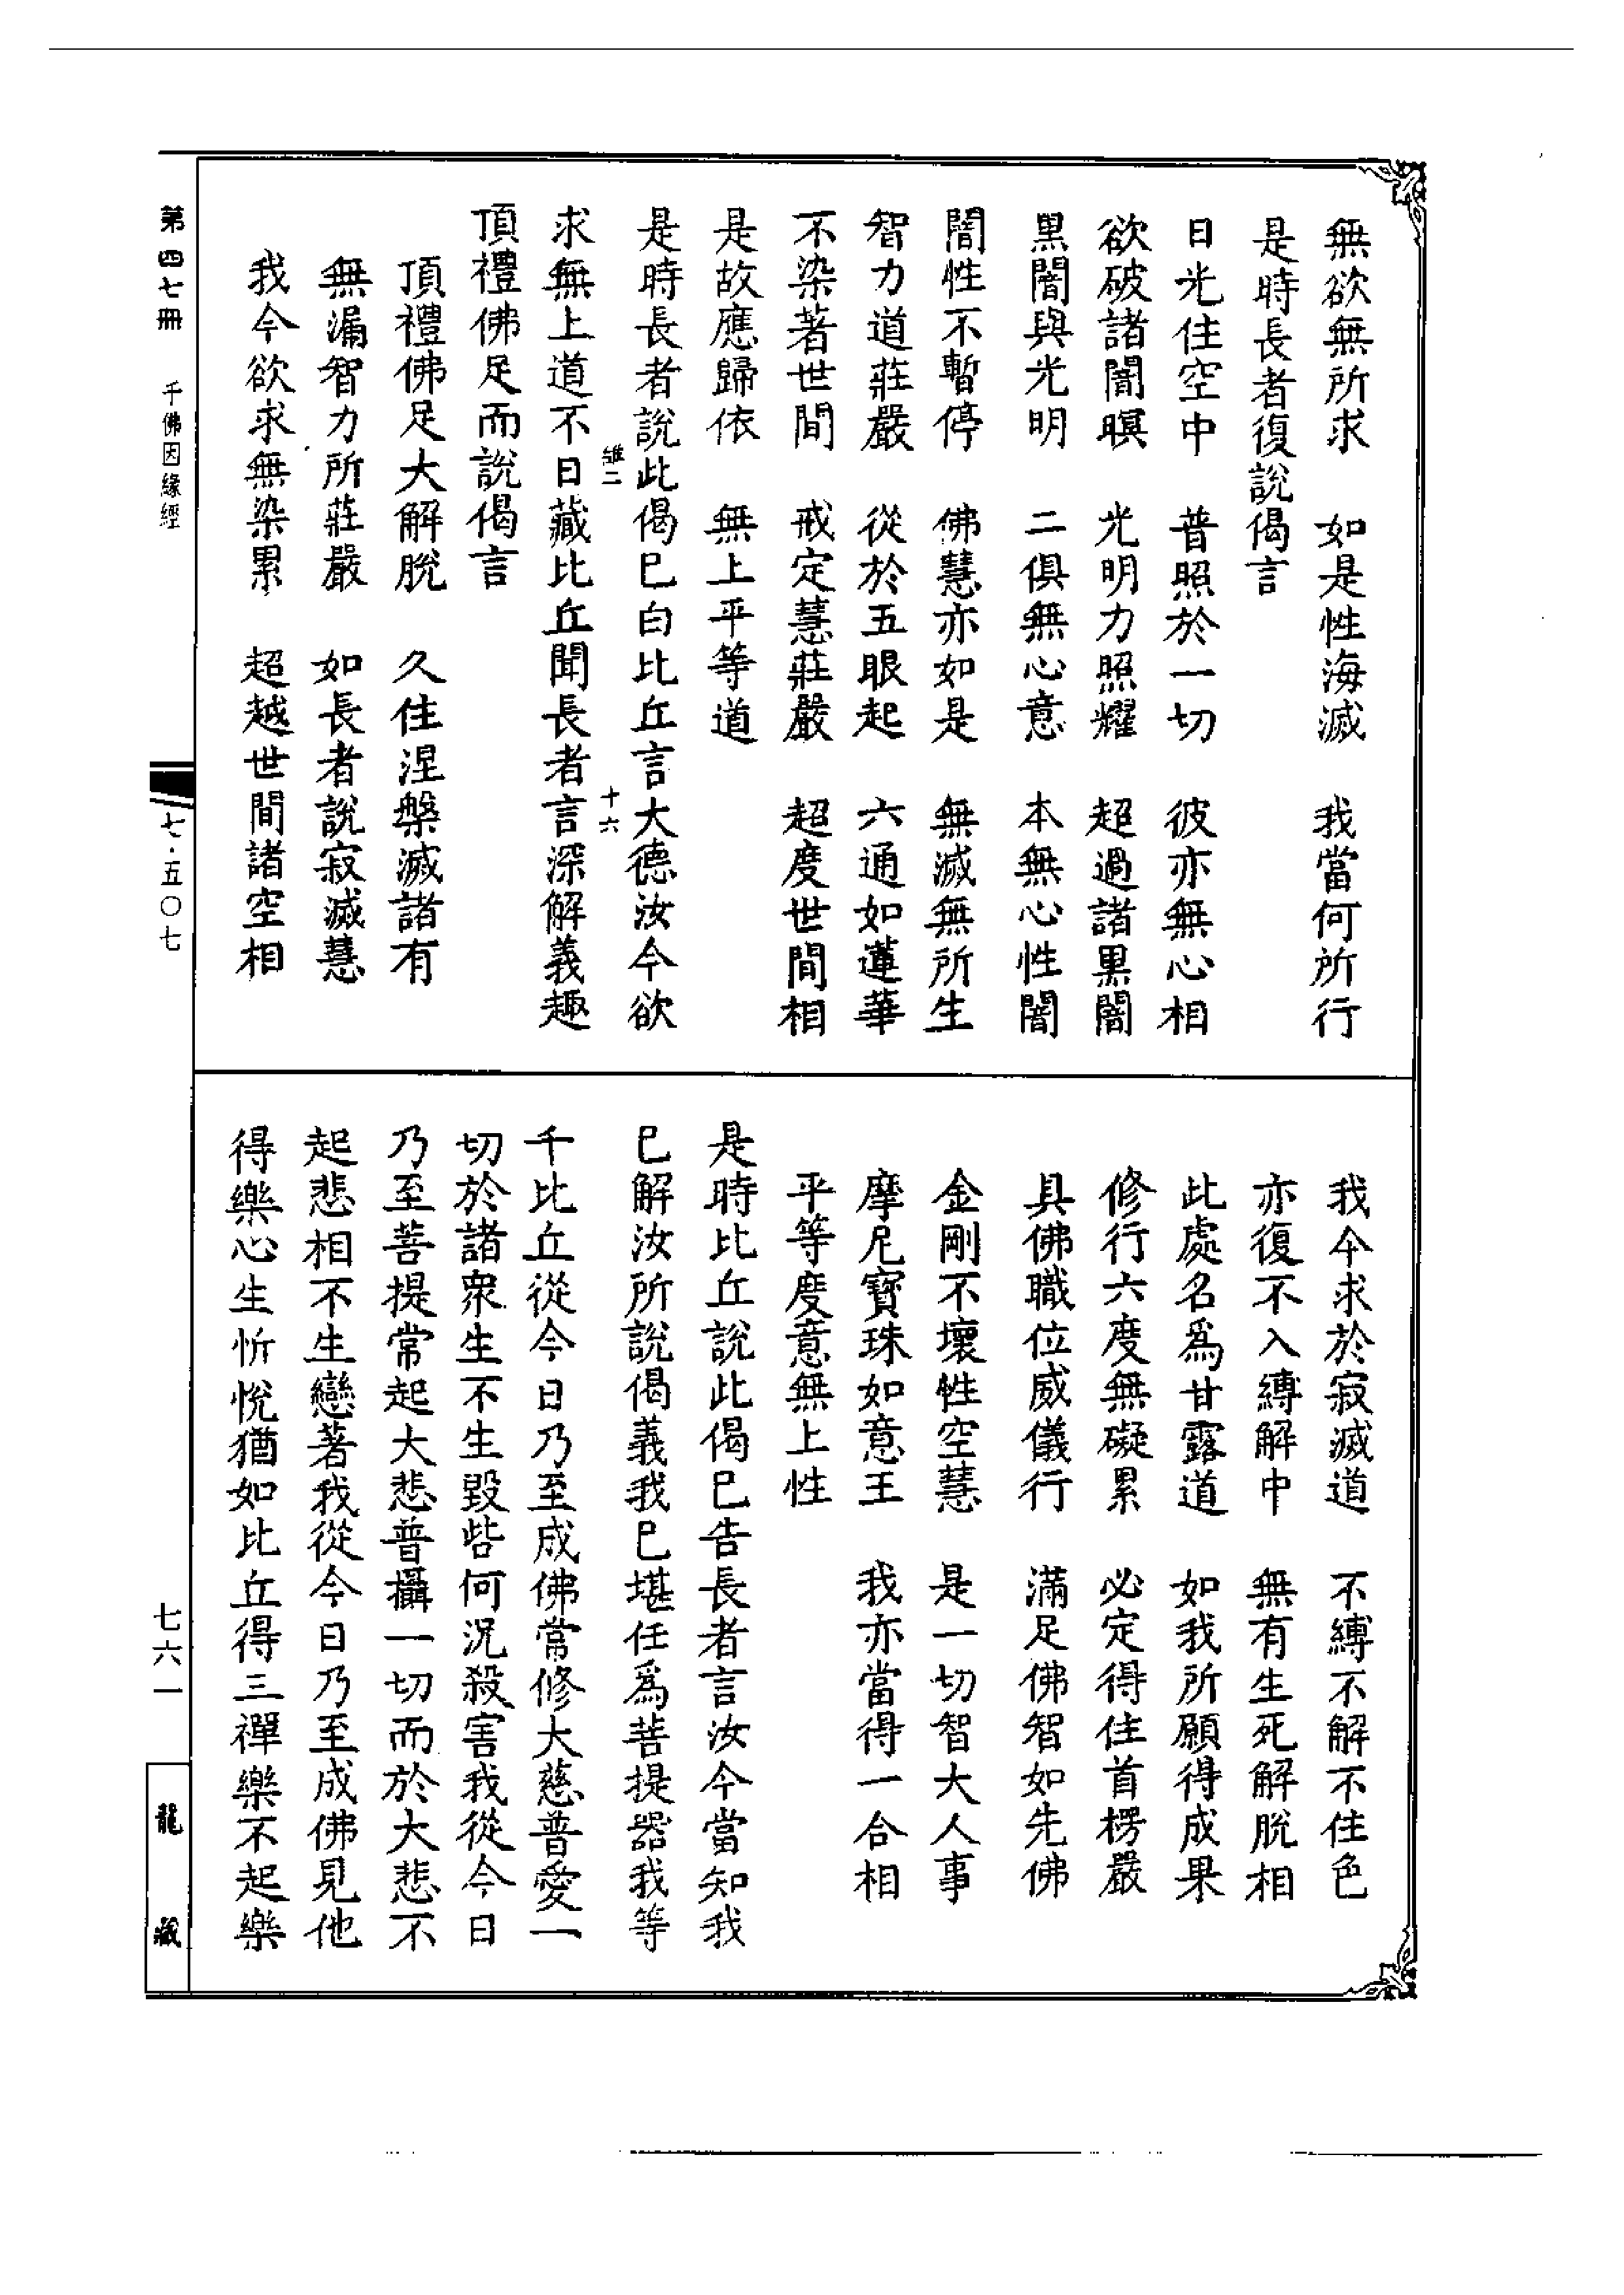 無欲無所求　如是性海滅　我當何所行
是時長者復說偈言
日光住空中　普照於一切　彼亦無心相
欲破諸闇暝　光明力照耀　超過諸黑闇
黑闇與光明　二俱無心意　本無心性闇
闇性不暫停　佛慧亦如是　無滅無所生
智力道莊嚴　從於五眼起　六通如蓮華
不染著世間　戒定慧莊嚴　超度世間相
是故應歸依　無上平等道
是時長者說此偈已白比丘言大德汝今欲
雖二　十六
求無上道不日藏比丘聞長者言深解義趣
頂禮佛足而說偈言
頂禮佛足大解脫　久住涅槃滅諸有
無漏智力所莊嚴　如長者說寂滅慧
我今欲求無染累　超越世間諸空相
我今求於寂滅道　不縛不解不住色
亦復不入縛解中　無有生死解脫相
此處名爲甘露道　如我所願得成果
修行六度無礙累　必定得住首楞嚴
具佛職位威儀行　滿足佛智如先佛
金剛不壞性空慧　是一切智大人事
摩尼寶珠如意王　我亦當得一合相
平等度意無上性
是時比丘說此偈已告長者言汝今當知我
已解汝所說偈義我已堪任爲菩提器我等
千比丘從今日乃至成佛常修大慈普愛一
切於諸衆生不生毀呰何況殺害我從今日
乃至菩提常起大悲普攝一切而於大悲不
起悲相不生戀著我從今日乃至成佛見他
得樂心生忻悅猶如比丘得三禪樂不起樂
第四七冊　千佛因緣經
七·五〇七
七六一
龍藏